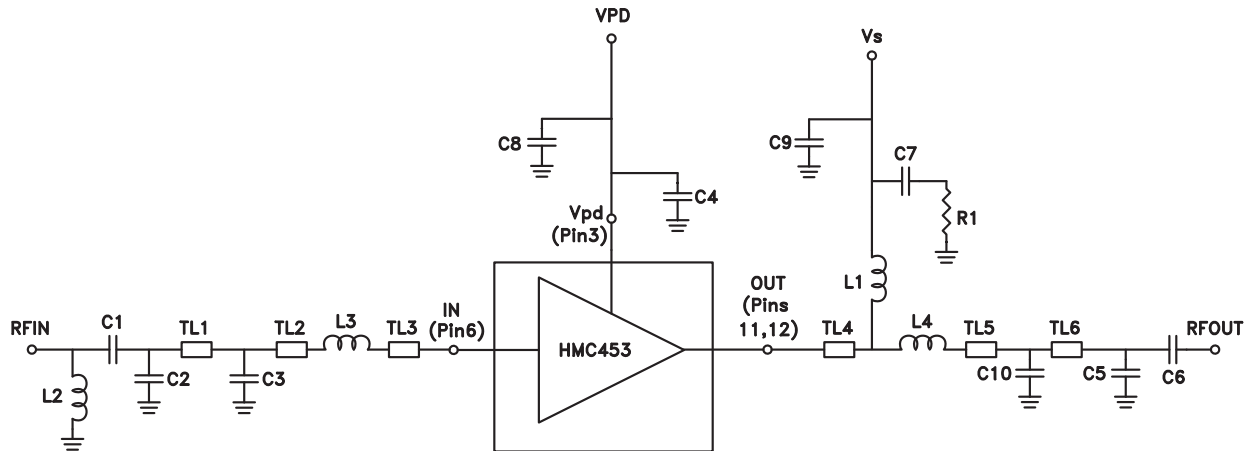 VPD
Vs
C8
C9
C7
C4
R1
Vpd
(Pin3)
L1
OUT
(Pins
11,12)
IN
(Pin6)
RFIN
C1
TL1
TL2
L3
TL3
HMC453
TL4
L4
TL5
TL6
RFOUT
L2
C2
C3
C10
C5
C6